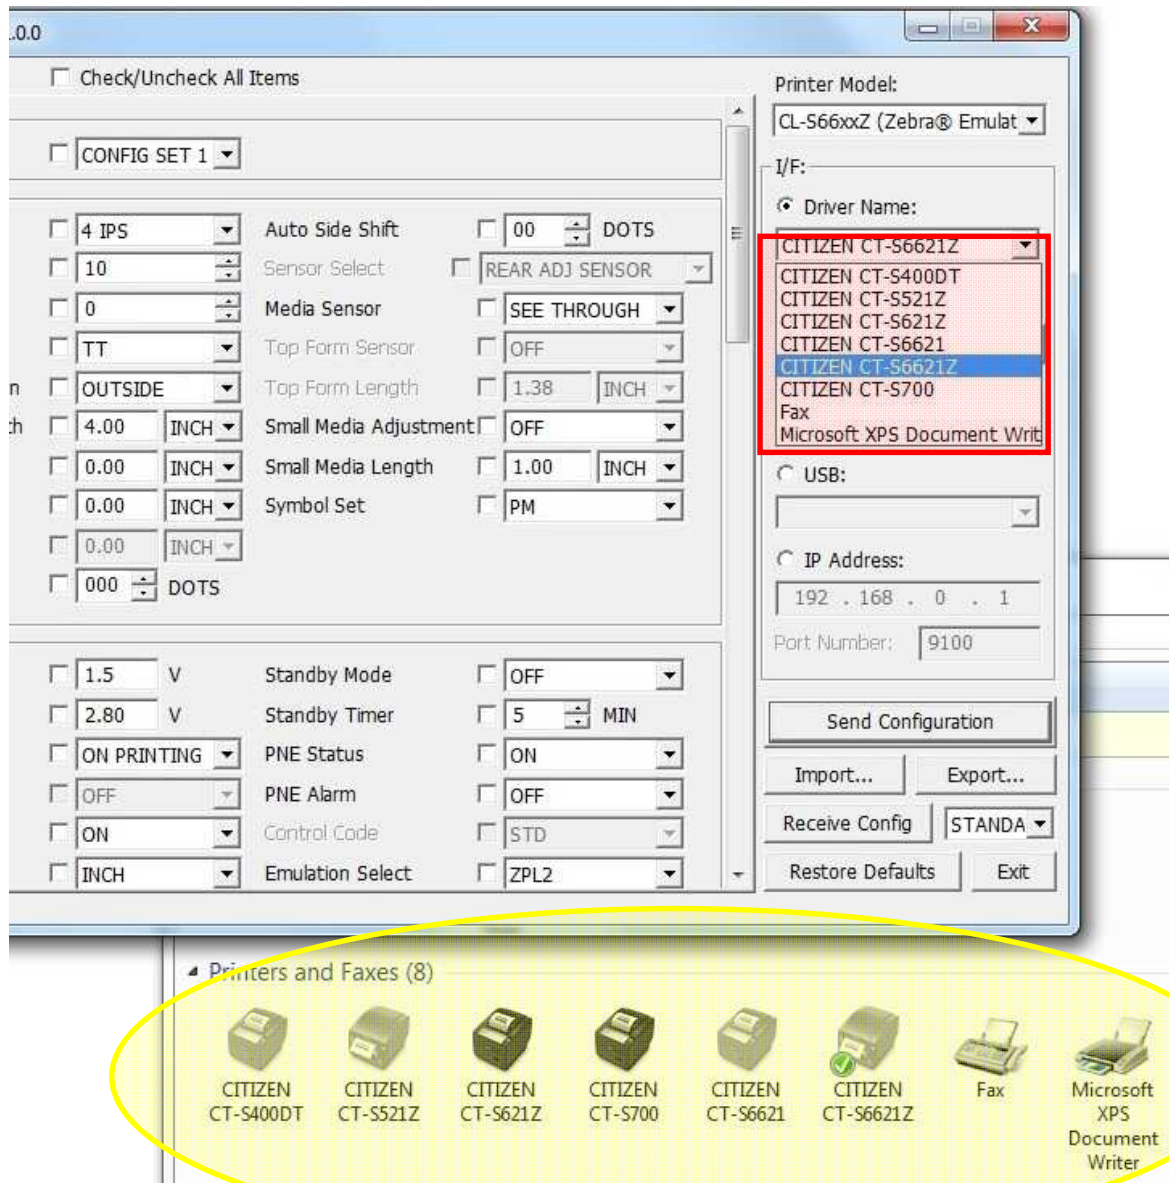 .0.0
Check/Uncheck All Items
CONFIG SET 1
4 IPS Auto Side Shift 00 DOTS
10 Sensor Select REAR ADJ SENSOR
0 Media Sensor SEE THROUGH
TT Top Form Sensor OFF
n OUTSIDE Top Form Length 1.38 INCH
th 4.00 INCH Small Media Adjustment OFF
0.00 INCH Small Media Length 1.00 INCH
0.00 INCH Symbol Set PM
0.00 INCH
000 DOTS
1.5 V Standby Mode OFF
2.80 V Standby Timer 5 MIN
ON PRINTING PNE Status ON
OFF PNE Alarm OFF
ON Control Code STD
INCH Emulation Select ZPL2
Printer Model:
CL-S66xxZ (Zebra® Emulat
I/F:
Driver Name:
CITIZEN CT-S6621Z
CITIZEN CT-S400DT
CITIZEN CT-S521Z
CITIZEN CT-S621Z
CITIZEN CT-S6621
CITIZEN CT-S6621Z
CITIZEN CT-S700
Fax
Microsoft XPS Document Writ
USB:
IP Address:
192 . 168 . 0 . 1
Port Number: 9100
Send Configuration
Import... Export...
Receive Config STANDA
Restore Defaults Exit
Printers and Faxes (8)
CITIZEN CT-S400DT
CITIZEN CT-S521Z
CITIZEN CT-S621Z
CITIZEN CT-S700
CITIZEN CT-S6621
CITIZEN CT-S6621Z
Fax
Microsoft
XPS
Document
Writer